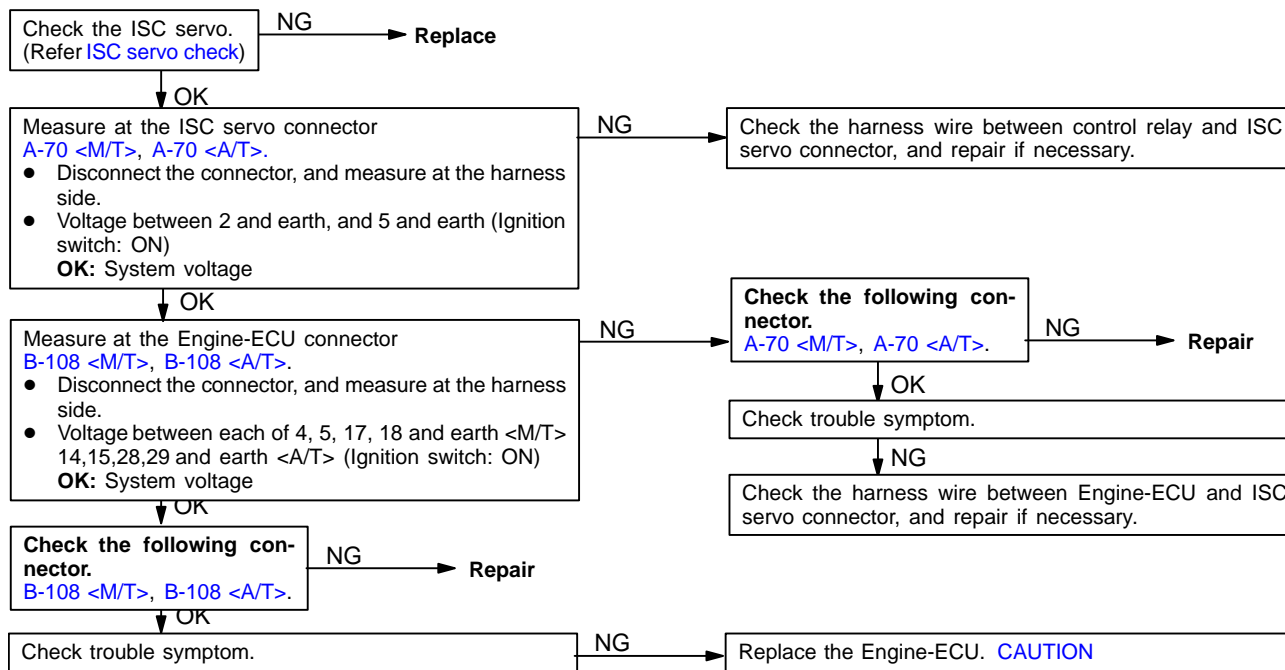 Check the ISC servo.
(Refer ISC servo check)
NG
Replace
OK
Measure at the ISC servo connector
A-70 <M/T>, A-70 <A/T>.
● Disconnect the connector, and measure at the harness
side.
● Voltage between 2 and earth, and 5 and earth (Ignition
switch: ON)
OK: System voltage
NG
Check the harness wire between control relay and ISC
servo connector, and repair if necessary.
OK
Measure at the Engine-ECU connector
B-108 <M/T>, B-108 <A/T>.
● Disconnect the connector, and measure at the harness
side.
● Voltage between each of 4, 5, 17, 18 and earth <M/T>
14,15,28,29 and earth <A/T> (Ignition switch: ON)
OK: System voltage
NG
Check the following con-
nector.
A-70 <M/T>, A-70 <A/T>.
NG
Repair
OK
Check trouble symptom.
NG
Check the harness wire between Engine-ECU and ISC
servo connector, and repair if necessary.
OK
Check the following con-
nector.
B-108 <M/T>, B-108 <A/T>.
NG
Repair
OK
Check trouble symptom.
NG
Replace the Engine-ECU. CAUTION